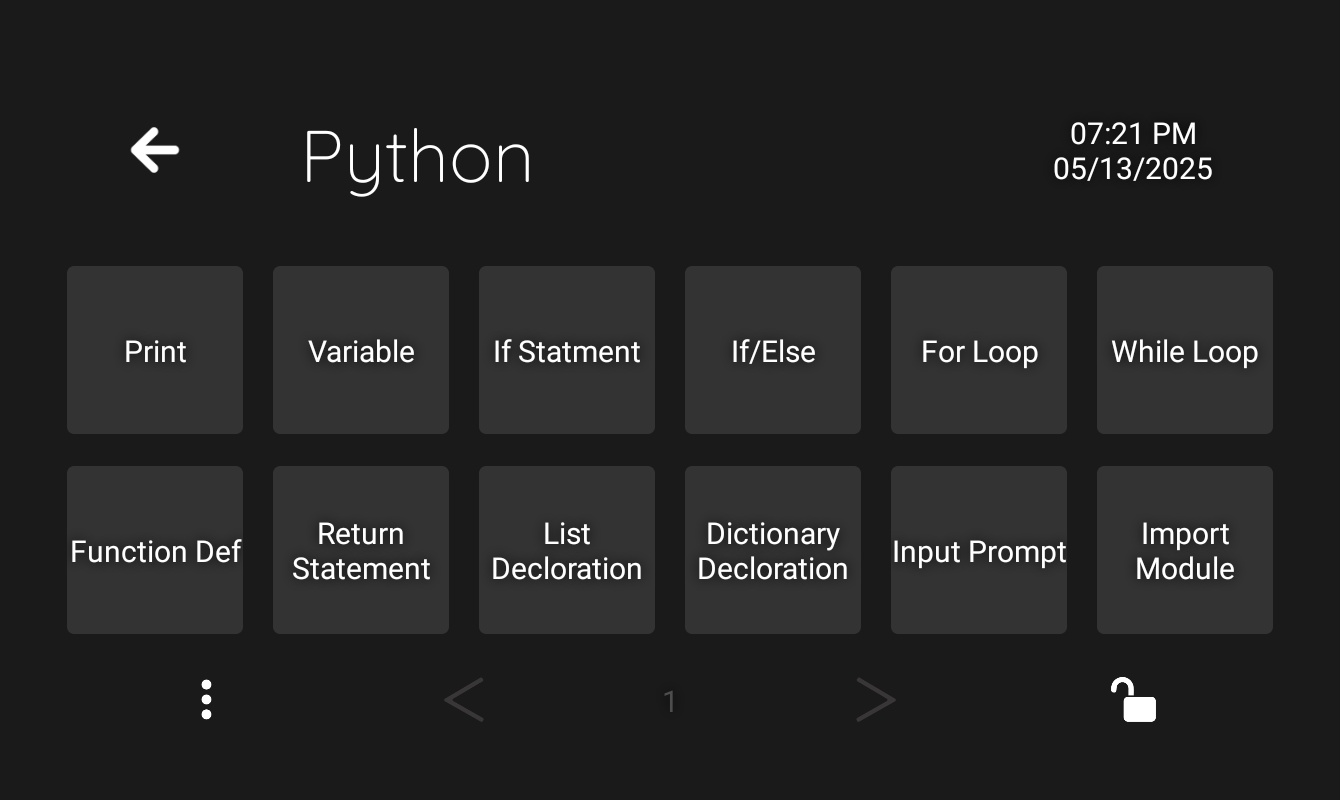 Python
07:21 PM
05/13/2025
Print
Variable
If Statment
If/Else
For Loop
While Loop
Function Def
Return
Statement
List
Decloration
Dictionary
Decloration
Input Prompt
Import
Module
1